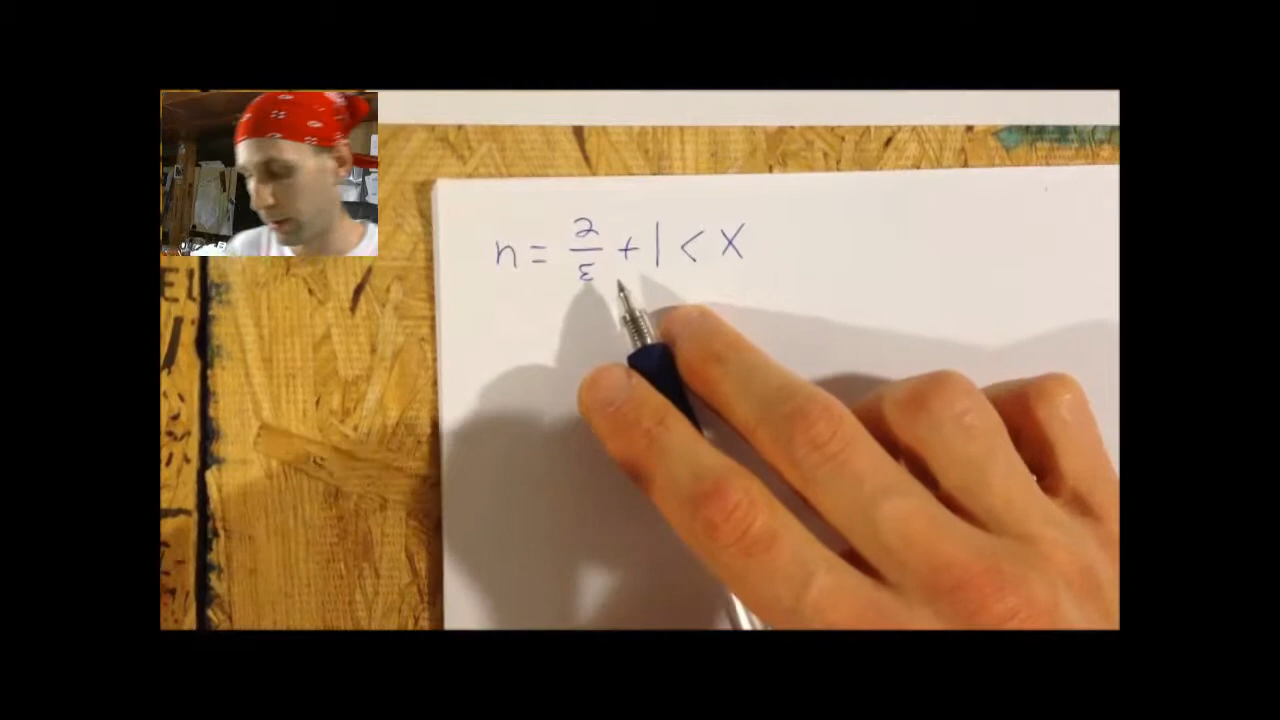 n = 2/ε + 1 < X